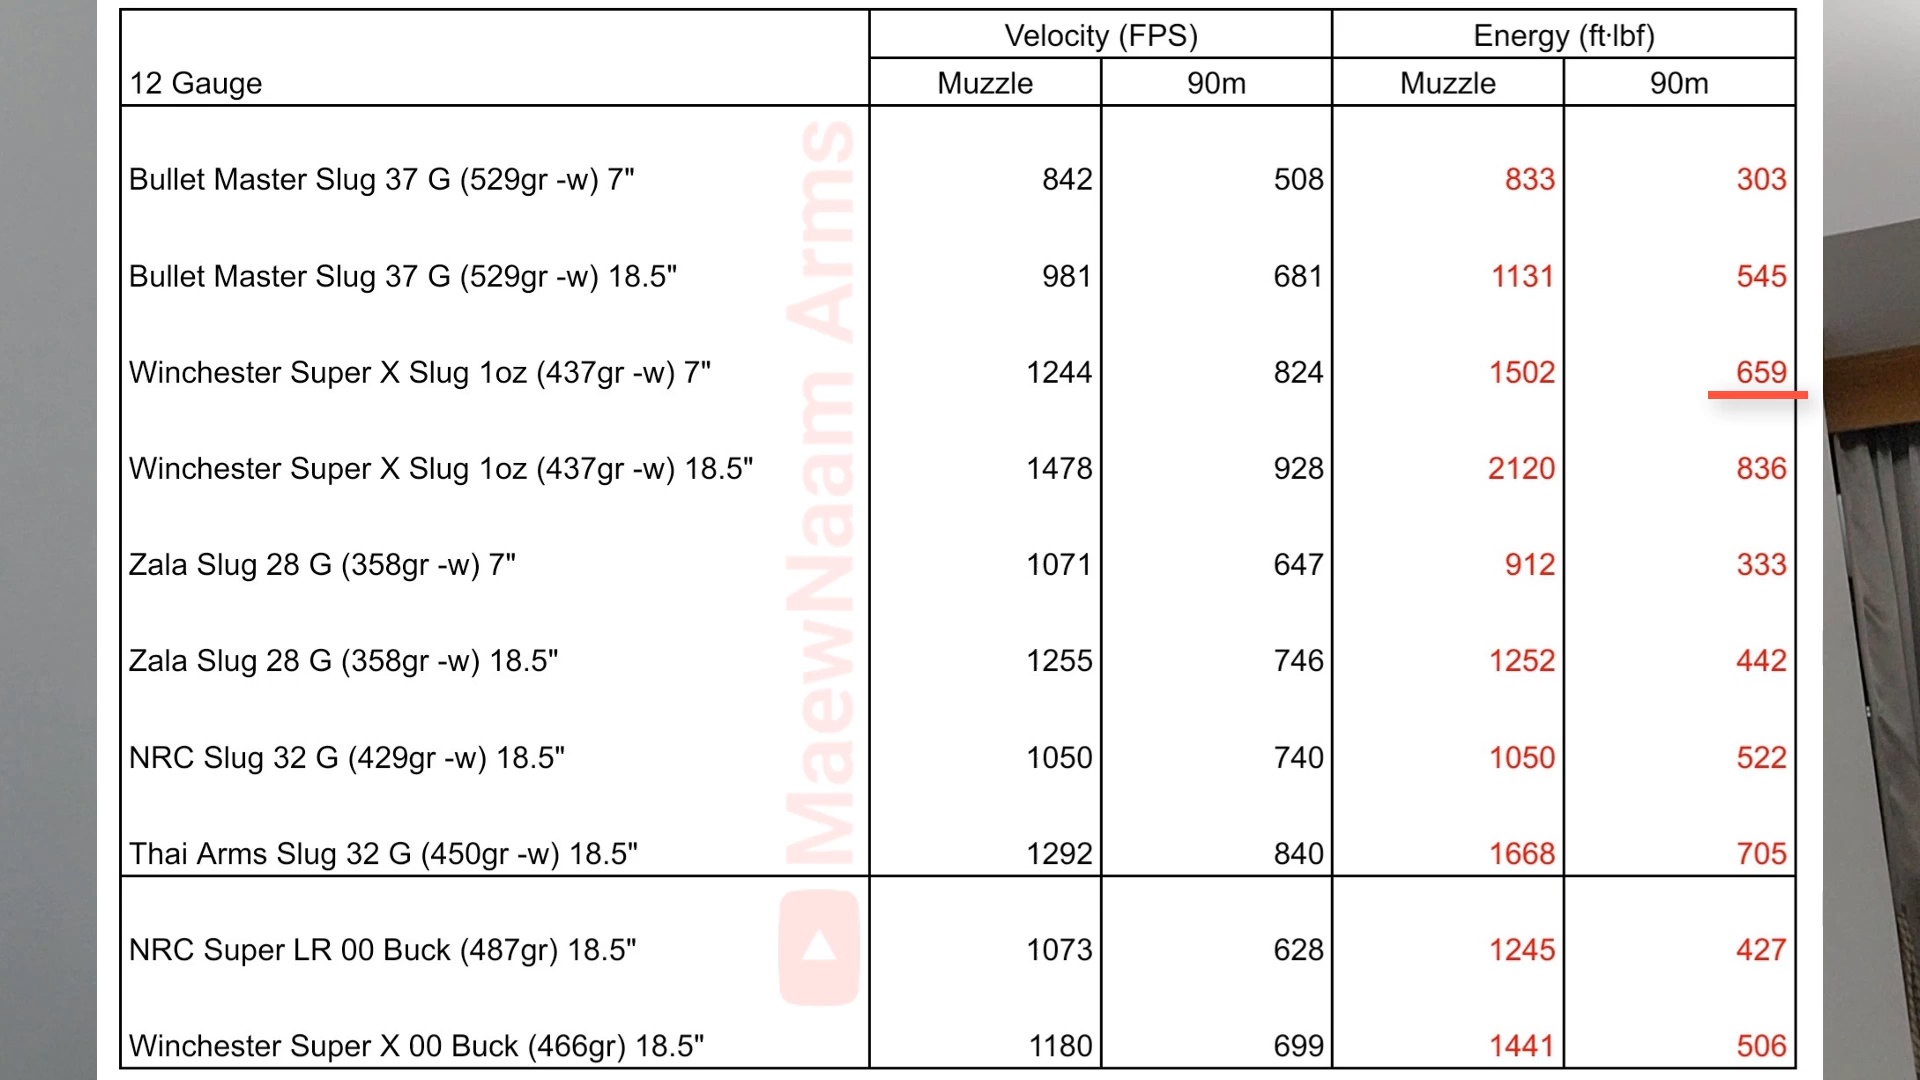 Velocity (FPS) Energy (ft·lbf)
12 Gauge Muzzle 90m Muzzle 90m
Bullet Master Slug 37 G (529gr -w) 7" 842 508 833 303
Bullet Master Slug 37 G (529gr -w) 18.5" 981 681 1131 545
Winchester Super X Slug 1oz (437gr -w) 7" 1244 824 1502 659
Winchester Super X Slug 1oz (437gr -w) 18.5" 1478 928 2120 836
Zala Slug 28 G (358gr -w) 7" 1071 647 912 333
Zala Slug 28 G (358gr -w) 18.5" 1255 746 1252 442
NRC Slug 32 G (429gr -w) 18.5" 1050 740 1050 522
Thai Arms Slug 32 G (450gr -w) 18.5" 1292 840 1668 705
NRC Super LR 00 Buck (487gr) 18.5" 1073 628 1245 427
Winchester Super X 00 Buck (466gr) 18.5" 1180 699 1441 506
MaewNaam Arms